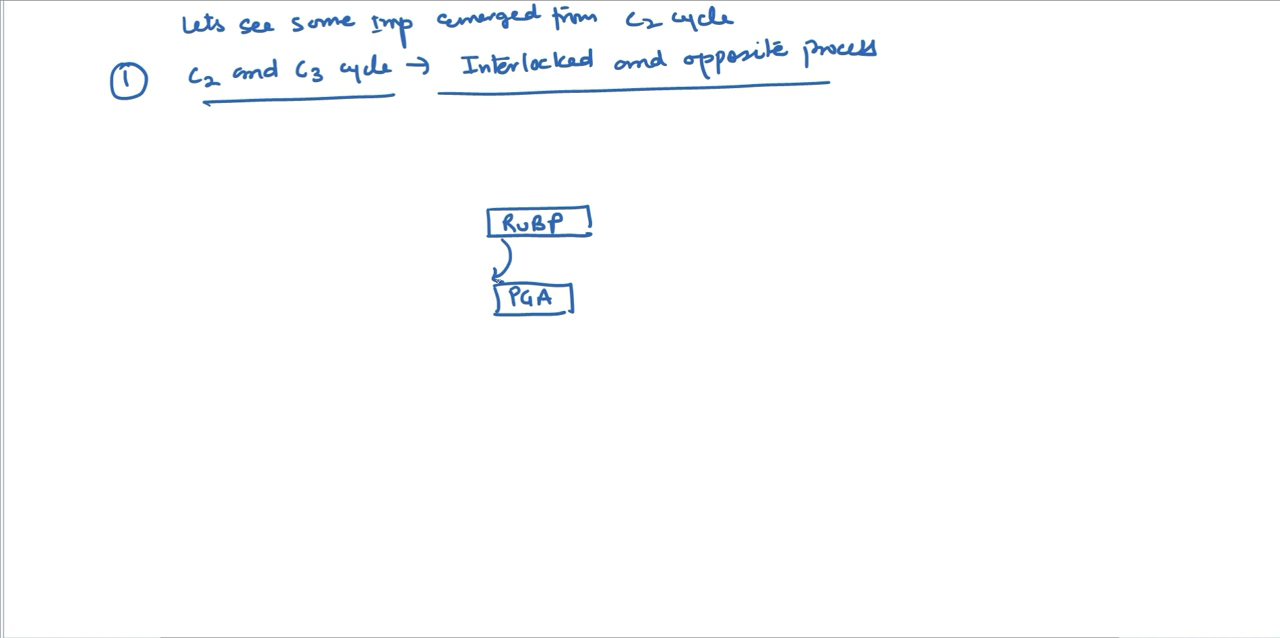 Lets see some Imp emerged from C2 cycle
① C2 and C3 cycle → Interlocked and opposite process
RuBP
PGA